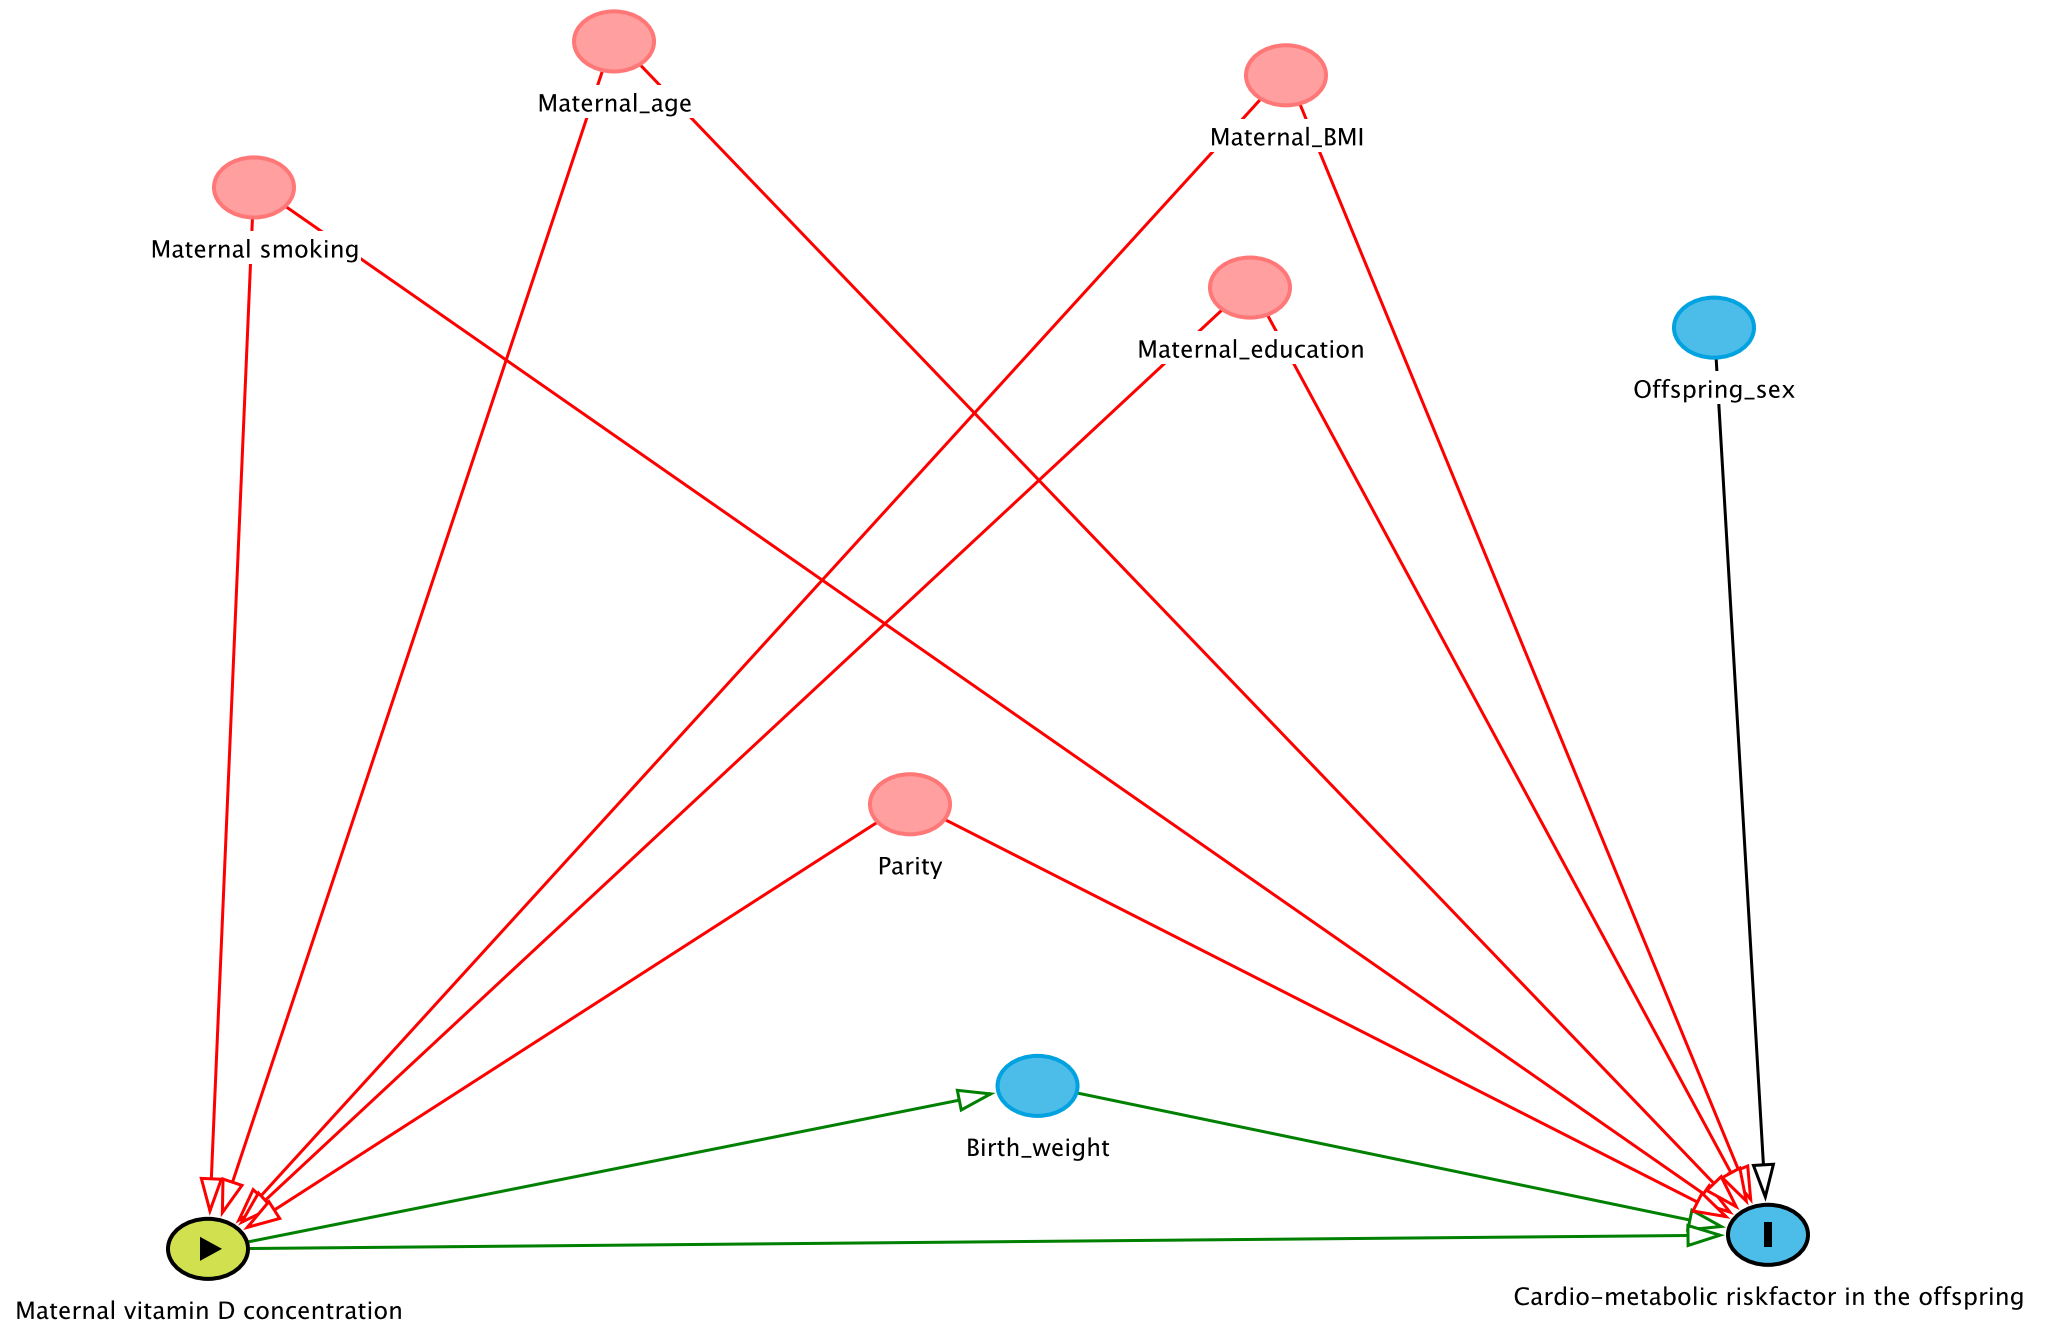 Maternal_age
Maternal_BMI
Maternal smoking
Maternal_education
Offspring_sex
Parity
Birth_weight
Cardio-metabolic riskfactor in the offspring
Maternal vitamin D concentration